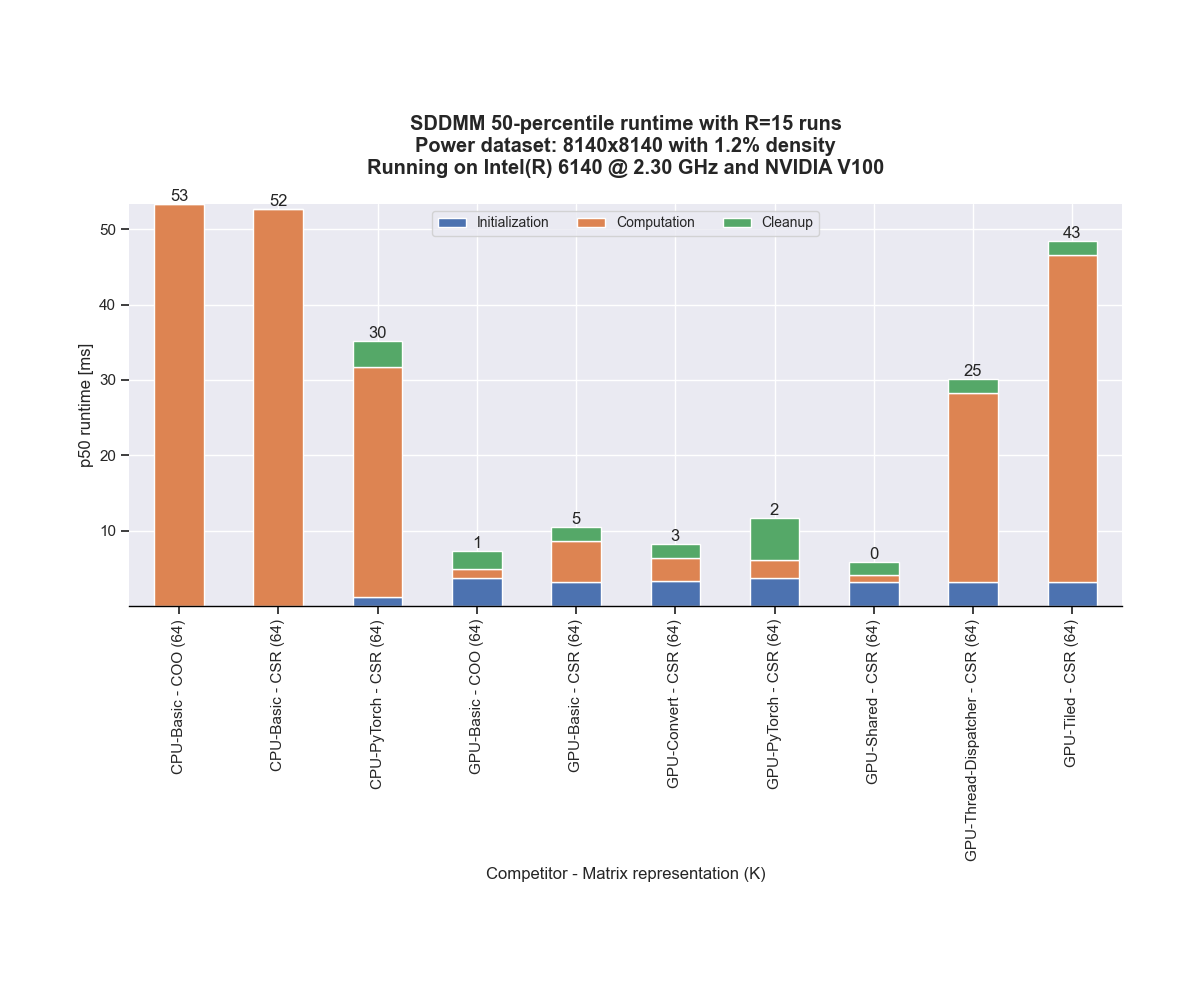 SDDMM 50-percentile runtime with R=15 runs
Power dataset: 8140x8140 with 1.2% density
Running on Intel(R) 6140 @ 2.30 GHz and NVIDIA V100
Initialization
Computation
Cleanup
53
52
30
1
5
3
2
0
25
43
p50 runtime [ms]
50
40
30
20
10
CPU-Basic - COO (64)
CPU-Basic - CSR (64)
CPU-PyTorch - CSR (64)
GPU-Basic - COO (64)
GPU-Basic - CSR (64)
GPU-Convert - CSR (64)
GPU-PyTorch - CSR (64)
GPU-Shared - CSR (64)
GPU-Thread-Dispatcher - CSR (64)
GPU-Tiled - CSR (64)
Competitor - Matrix representation (K)